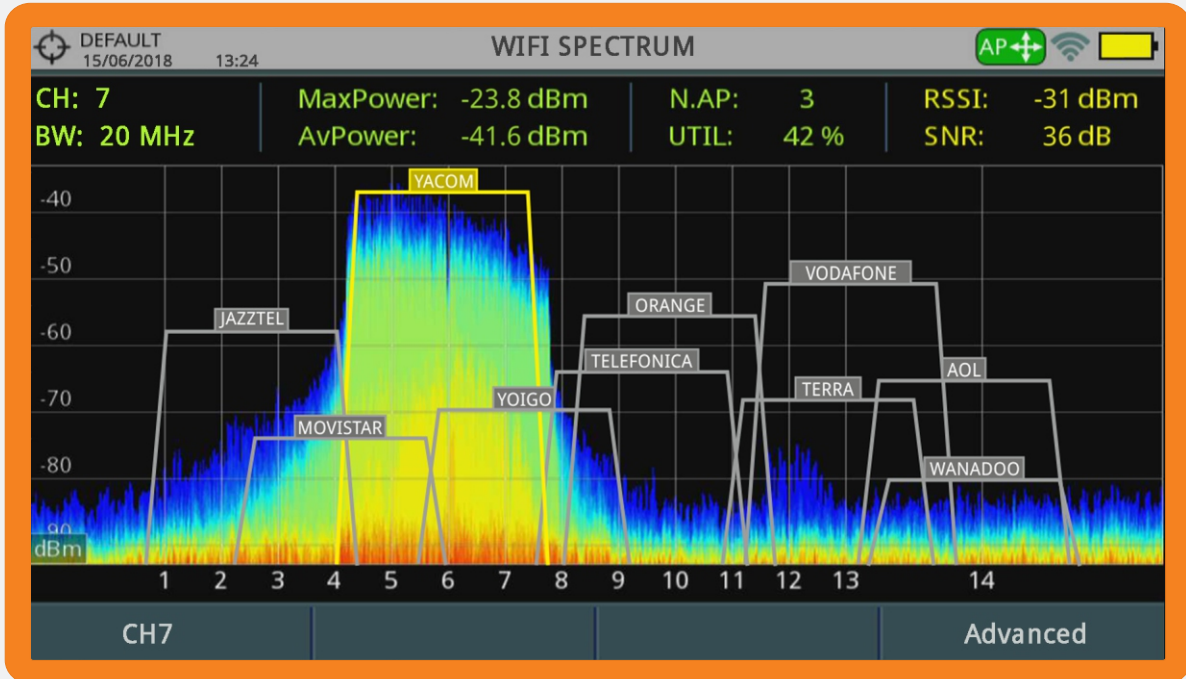 DEFAULT
15/06/2018 13:24
WIFI SPECTRUM
AP
CH: 7
BW: 20 MHz
MaxPower: -23.8 dBm
AvPower: -41.6 dBm
N.AP: 3
UTIL: 42 %
RSSI: -31 dBm
SNR: 36 dB
YACOM
-40
-50
VODAFONE
ORANGE
JAZZTEL
-60
TELEFONICA
AOL
TERRA
-70
YOIGO
MOVISTAR
-80
WANADOO
-90
dBm
1 2 3 4 5 6 7 8 9 10 11 12 13 14
CH7
Advanced